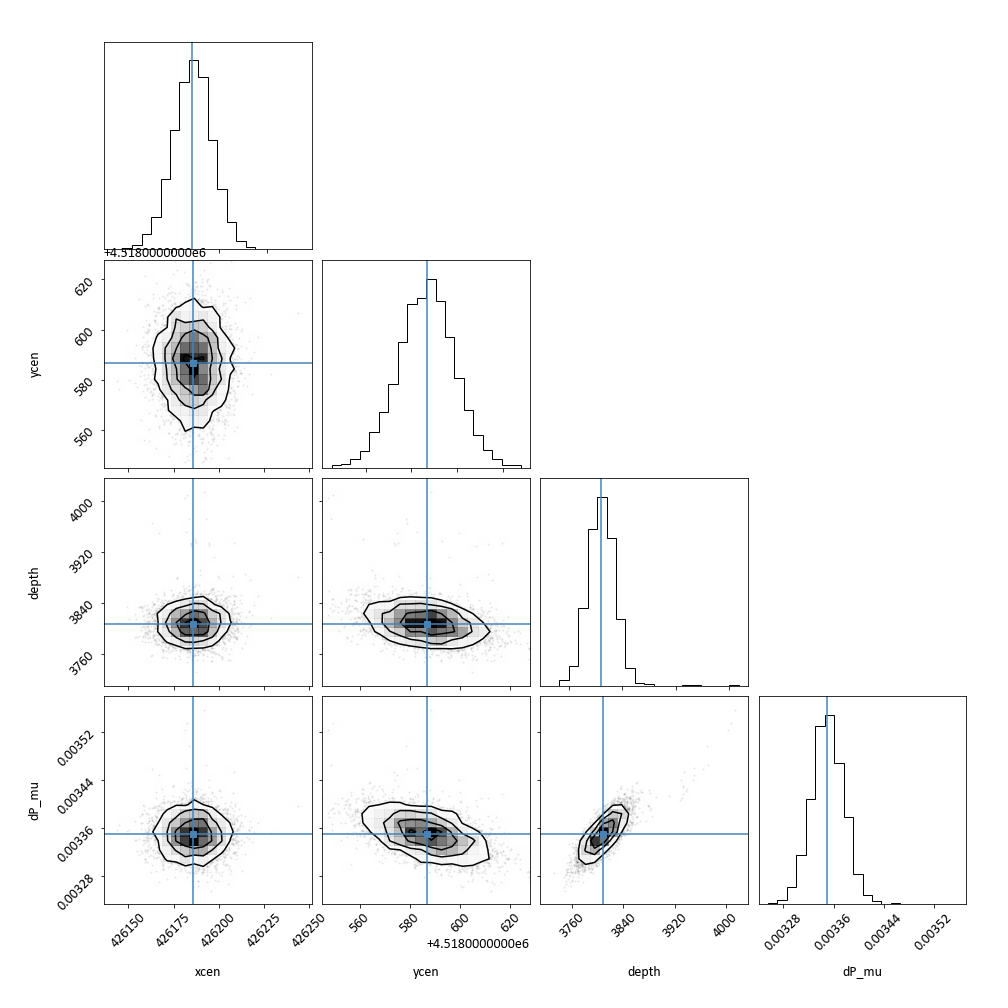 +4.5180000000e6
ycen
620
600
580
560
depth
4000
3920
3840
3760
dP_mu
0.00352
0.00344
0.00336
0.00328
426150 426175 426200 426225 426250
560 580 600 620
3760 3840 3920 4000
0.00328 0.00336 0.00344 0.00352
+4.5180000000e6
xcen ycen depth dP_mu